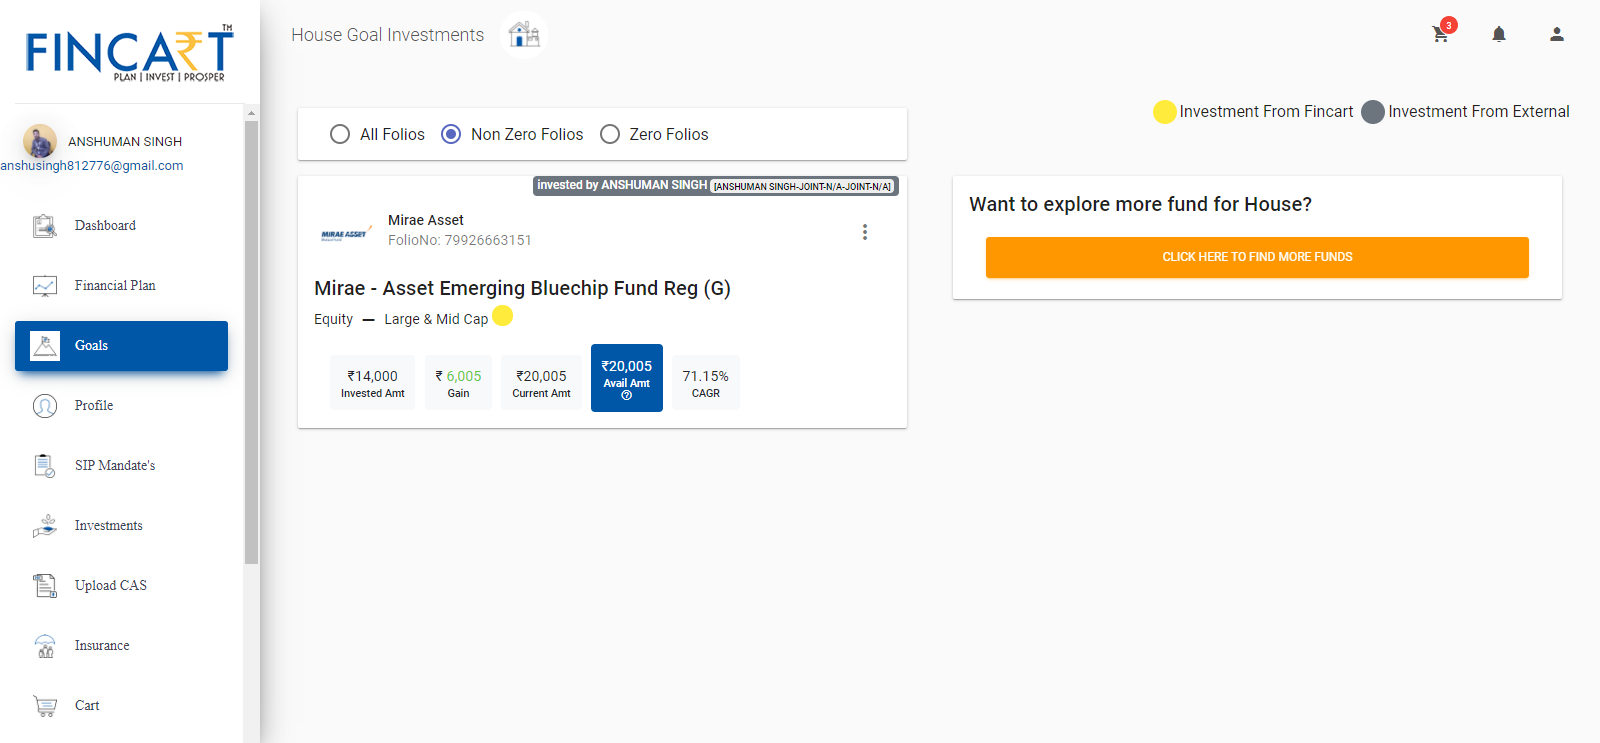 FINCART™
PLAN | INVEST | PROSPER
ANSHUMAN SINGH
anshusingh812776@gmail.com
Dashboard
Financial Plan
Goals
Profile
SIP Mandate's
Investments
Upload CAS
Insurance
Cart
House Goal Investments
3
Investment From Fincart
Investment From External
All Folios
Non Zero Folios
Zero Folios
invested by ANSHUMAN SINGH [ANSHUMAN SINGH-JOINT-N/A-JOINT-N/A]
MIRAE ASSET
Mirae Asset
FolioNo: 79926663151
Mirae - Asset Emerging Bluechip Fund Reg (G)
Equity — Large & Mid Cap
₹14,000
Invested Amt
₹ 6,005
Gain
₹20,005
Current Amt
₹20,005
Avail Amt
71.15%
CAGR
Want to explore more fund for House?
CLICK HERE TO FIND MORE FUNDS